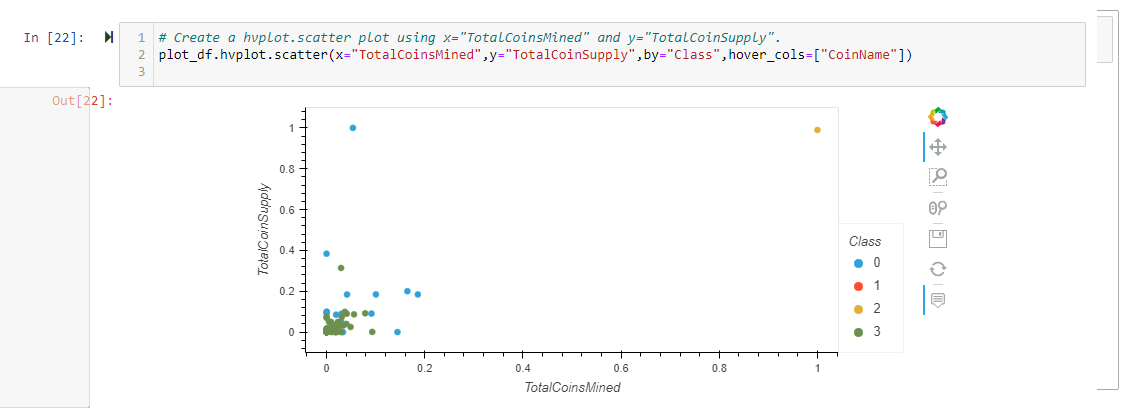 In [22]:
1 # Create a hvplot.scatter plot using x="TotalCoinsMined" and y="TotalCoinSupply".
2 plot_df.hvplot.scatter(x="TotalCoinsMined",y="TotalCoinSupply",by="Class",hover_cols=["CoinName"])
3
Out[22]:
TotalCoinSupply
1
0.8
0.6
0.4
0.2
0
0 0.2 0.4 0.6 0.8 1
TotalCoinsMined
Class
0
1
2
3